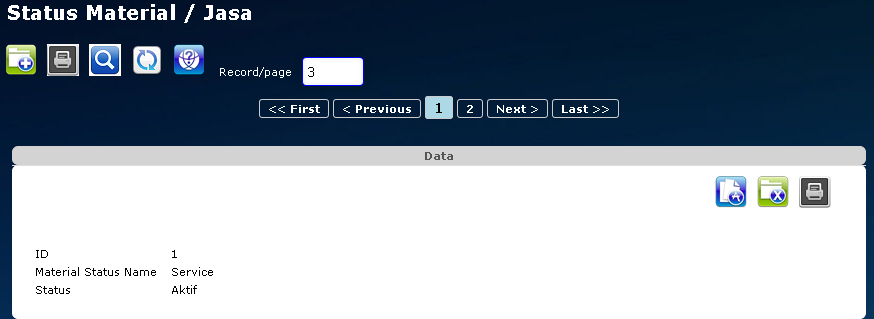 Status Material / Jasa
Record/page 3
<< First < Previous 1 2 Next > Last >>
Data
ID 1
Material Status Name Service
Status Aktif